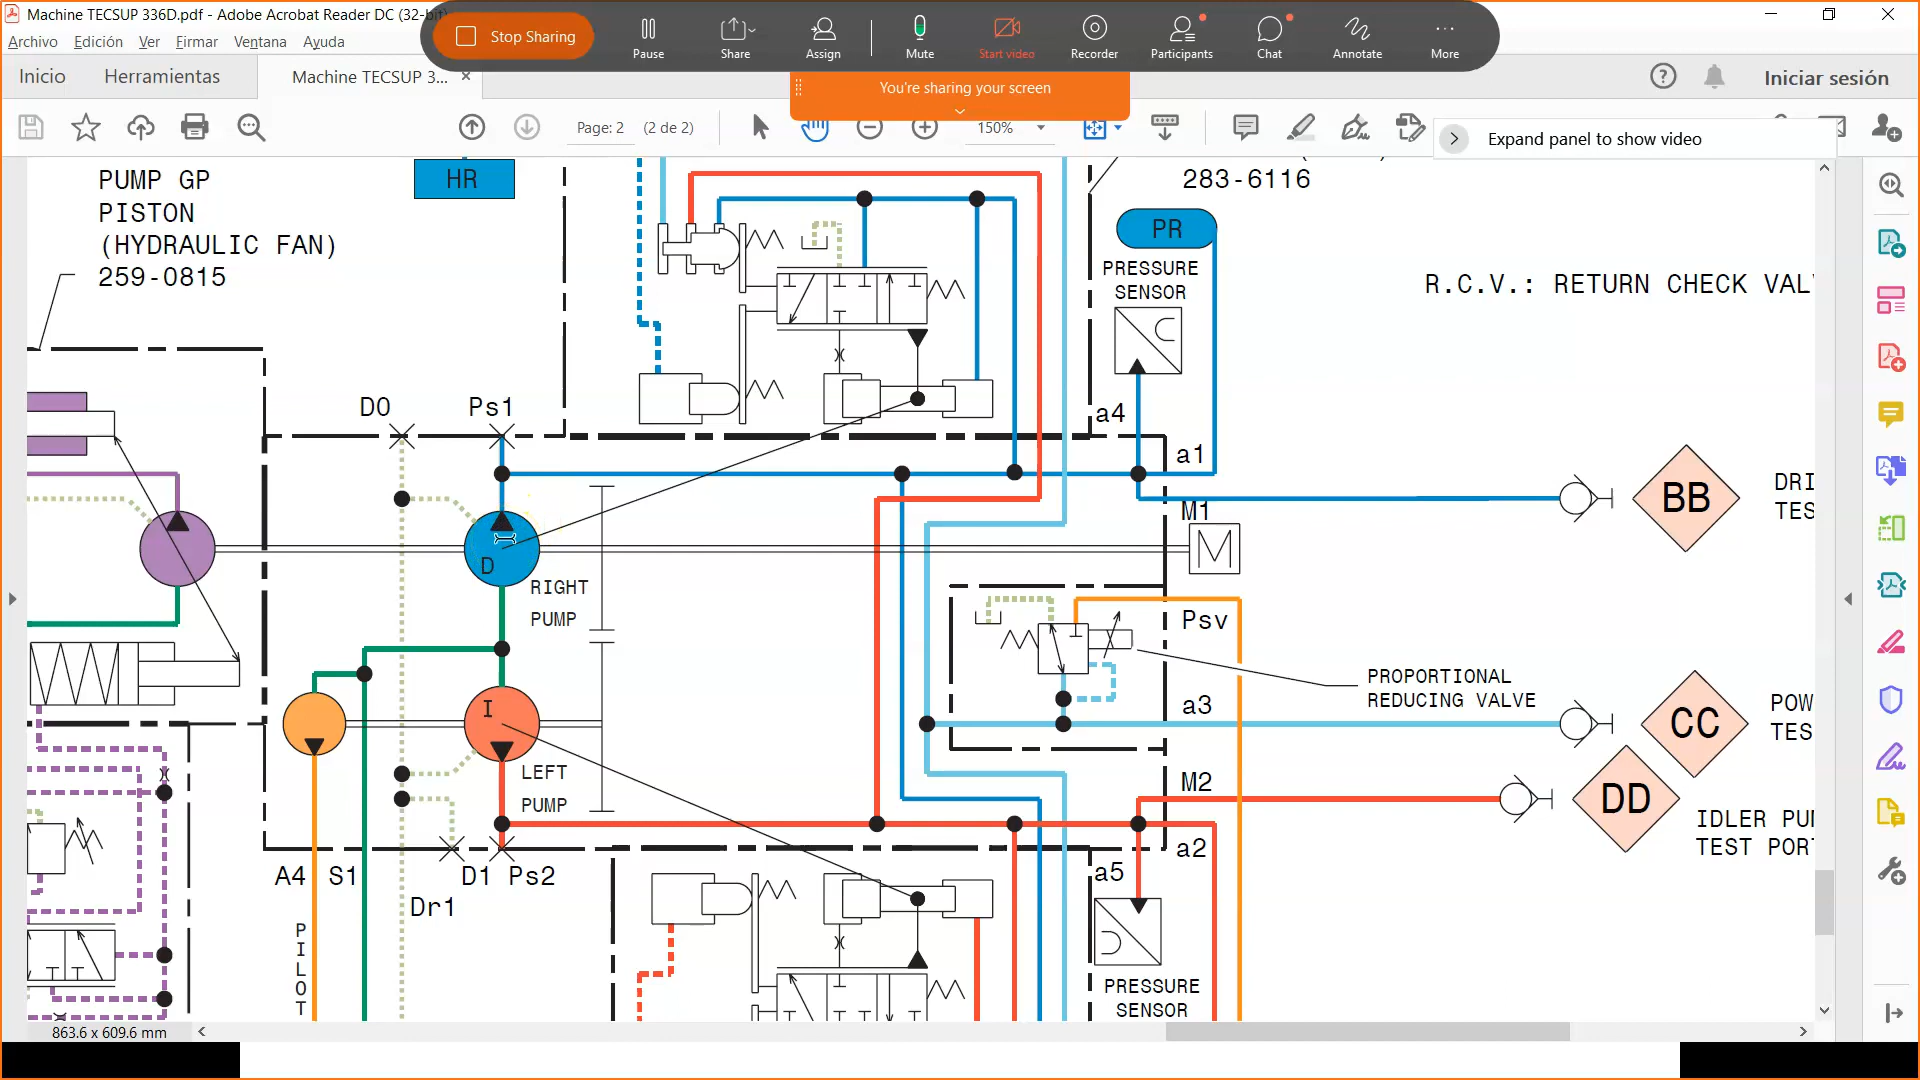 Machine TECSUP 336D.pdf - Adobe Acrobat Reader DC (32-bit)
Archivo Edición Ver Firmar Ventana Ayuda
Stop Sharing
Pause
Share
Assign
Mute
Start video
Recorder
Participants
Chat
Annotate
More
You're sharing your screen
Inicio
Herramientas
Machine TECSUP 3...
Iniciar sesión
Page: 2 (2 de 2)
150%
Expand panel to show video
PUMP GP
PISTON
(HYDRAULIC FAN)
259-0815
HR
283-6116
PR
PRESSURE
SENSOR
R.C.V.: RETURN CHECK VAL
D0
Ps1
a4
a1
BB
DRI
TES
M1
M
D
RIGHT
PUMP
Psv
PROPORTIONAL
REDUCING VALVE
a3
CC
POW
TES
I
LEFT
PUMP
M2
DD
IDLER PU
TEST PORT
a2
A4 S1
D1 Ps2
Dr1
a5
PILOT
PRESSURE
SENSOR
863.6 x 609.6 mm